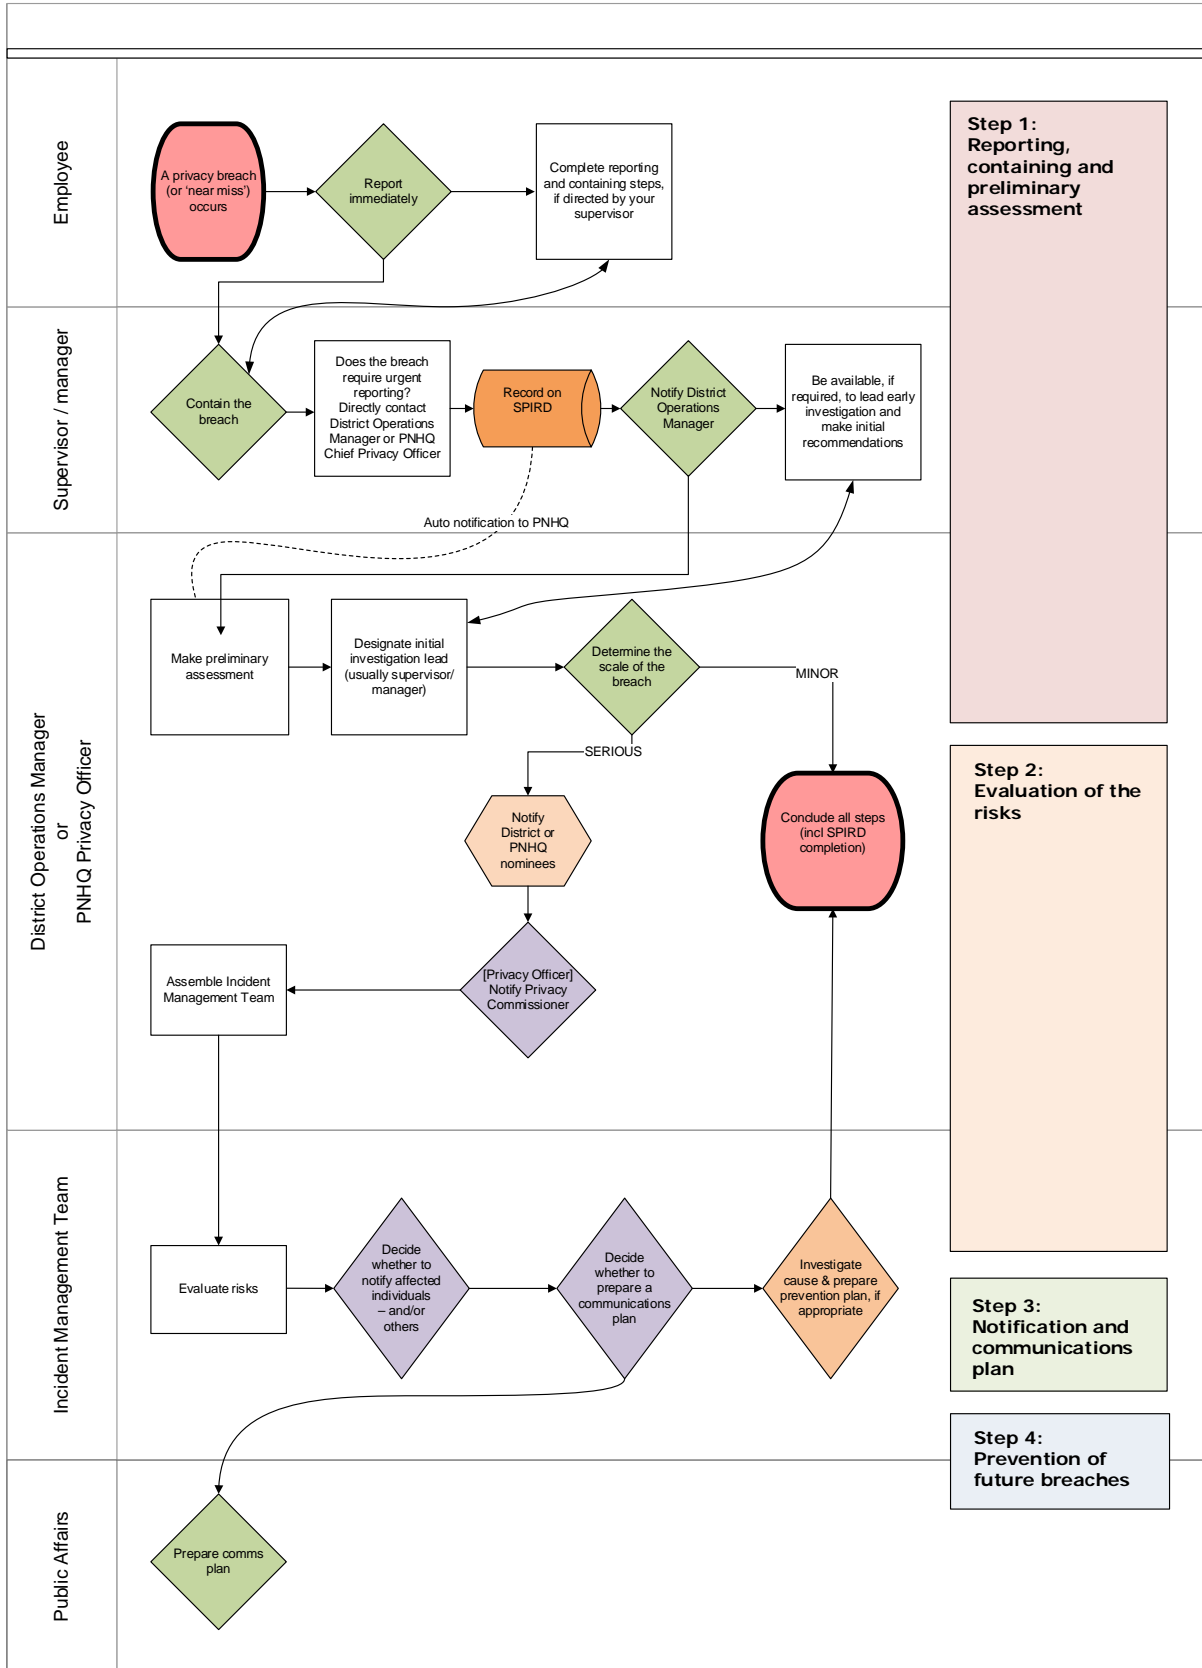 Employee
A privacy breach
(or ‘near miss’)
occurs
Report
immediately
Complete reporting
and containing steps,
if directed by your
supervisor
Step 1:
Reporting,
containing and
preliminary
assessment
Supervisor / manager
Contain the
breach
Does the breach
require urgent
reporting?
Directly contact
District Operations
Manager or PNHQ
Chief Privacy Officer
Record on
SPIRD
Notify District
Operations
Manager
Be available, if
required, to lead early
investigation and
make initial
recommendations
Auto notification to PNHQ
District Operations Manager
or
PNHQ Privacy Officer
Make preliminary
assessment
Designate initial
investigation lead
(usually supervisor/
manager)
Determine the
scale of the
breach
MINOR
SERIOUS
Step 2:
Evaluation of the
risks
Notify
District or
PNHQ
nominees
Conclude all steps
(incl SPIRD
completion)
[Privacy Officer]
Notify Privacy
Commissioner
Assemble Incident
Management Team
Incident Management Team
Evaluate risks
Decide
whether to
notify affected
individuals
– and/or
others
Decide
whether to
prepare a
communications
plan
Investigate
cause & prepare
prevention plan, if
appropriate
Step 3:
Notification and
communications
plan
Step 4:
Prevention of
future breaches
Public Affairs
Prepare comms
plan